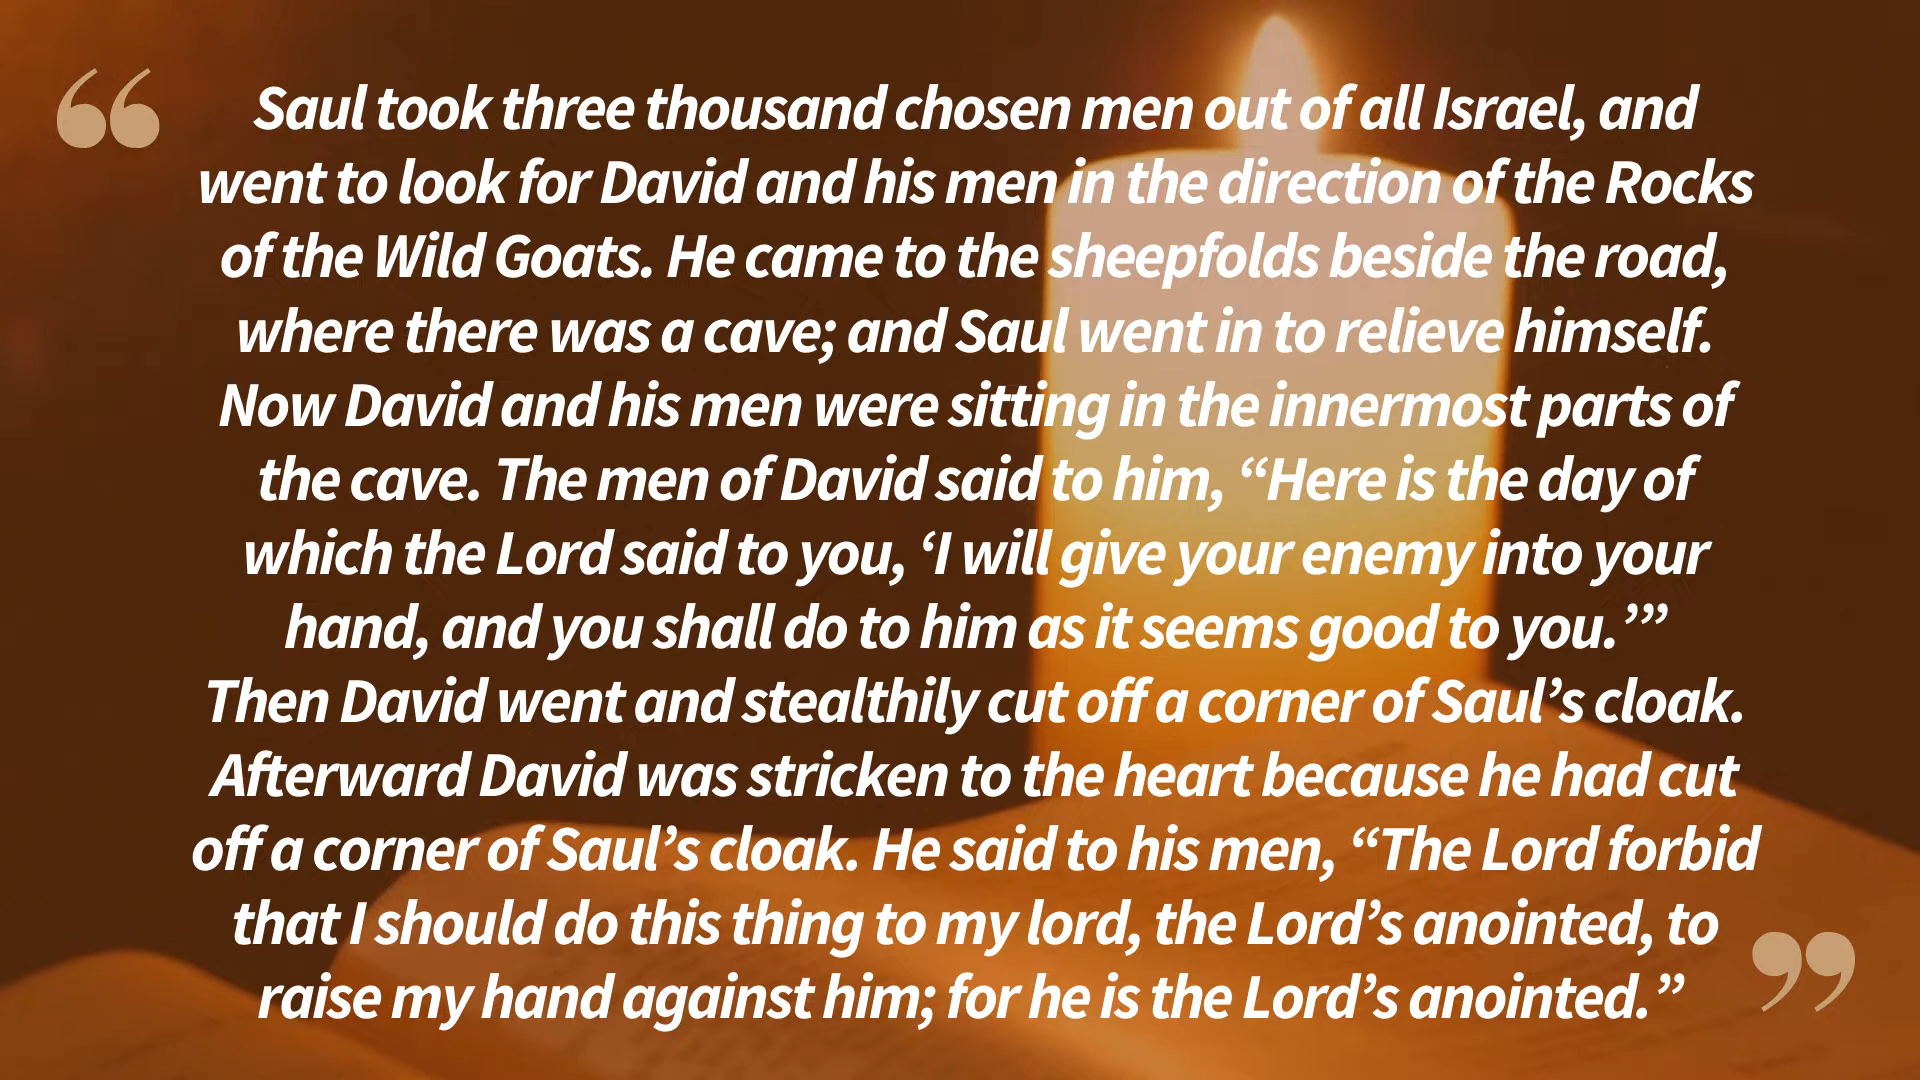 Saul took three thousand chosen men out of all Israel, and
went to look for David and his men in the direction of the Rocks
of the Wild Goats. He came to the sheepfolds beside the road,
where there was a cave; and Saul went in to relieve himself.
Now David and his men were sitting in the innermost parts of
the cave. The men of David said to him, “Here is the day of
which the Lord said to you, ‘I will give your enemy into your
hand, and you shall do to him as it seems good to you.’”
Then David went and stealthily cut off a corner of Saul’s cloak.
Afterward David was stricken to the heart because he had cut
off a corner of Saul’s cloak. He said to his men, “The Lord forbid
that I should do this thing to my lord, the Lord’s anointed, to
raise my hand against him; for he is the Lord’s anointed.”